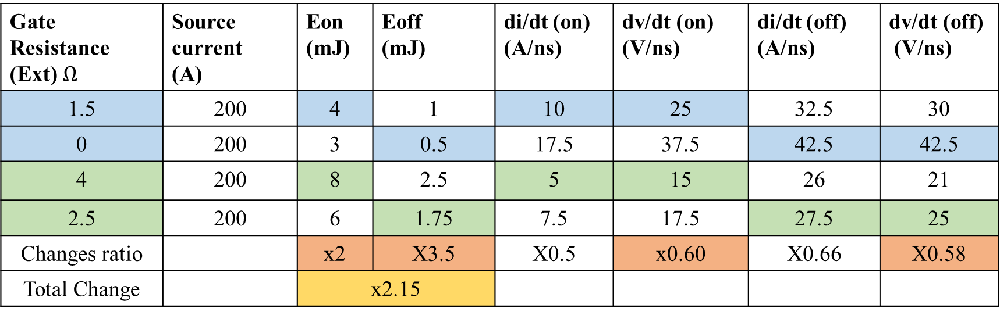 Gate Resistance (Ext) Ω Source current (A) Eon (mJ) Eoff (mJ) di/dt (on) (A/ns) dv/dt (on) (V/ns) di/dt (off) (A/ns) dv/dt (off) (V/ns)
1.5 200 4 1 10 25 32.5 30
0 200 3 0.5 17.5 37.5 42.5 42.5
4 200 8 2.5 5 15 26 21
2.5 200 6 1.75 7.5 17.5 27.5 25
Changes ratio x2 X3.5 X0.5 x0.60 X0.66 X0.58
Total Change x2.15